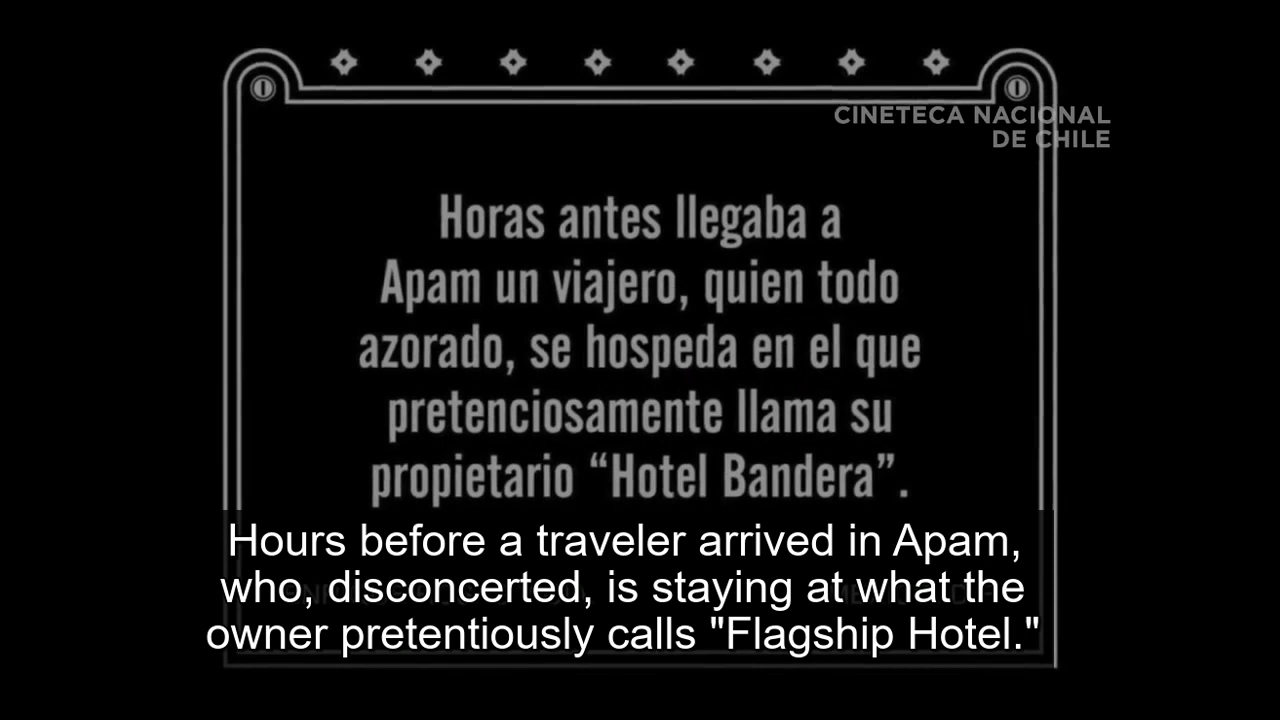 CINETECA NACIONAL
DE CHILE
Horas antes llegaba a
Apam un viajero, quien todo
azorado, se hospeda en el que
pretenciosamente llama su
propietario “Hotel Bandera”.
Hours before a traveler arrived in Apam,
who, disconcerted, is staying at what the
owner pretentiously calls "Flagship Hotel."